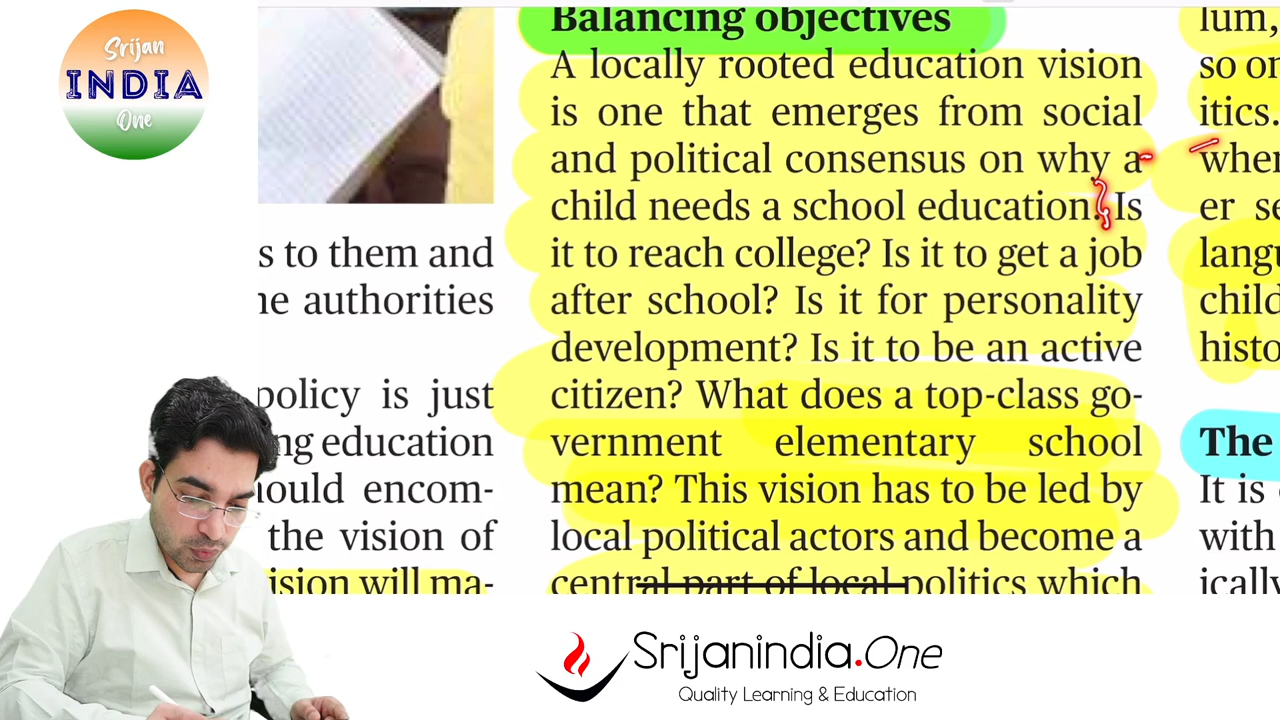 Srijan
INDIA
One
s to them and
ne authorities
policy is just
ng education
hould encom-
the vision of
ision will ma-
Balancing objectives
A locally rooted education vision
is one that emerges from social
and political consensus on why a
child needs a school education. Is
it to reach college? Is it to get a job
after school? Is it for personality
development? Is it to be an active
citizen? What does a top-class go-
vernment elementary school
mean? This vision has to be led by
local political actors and become a
central part of local politics which
lum,
so on
itics.
when
er se
langu
child
histo
The
It is
with
ically
Srijanindia.One
Quality Learning & Education